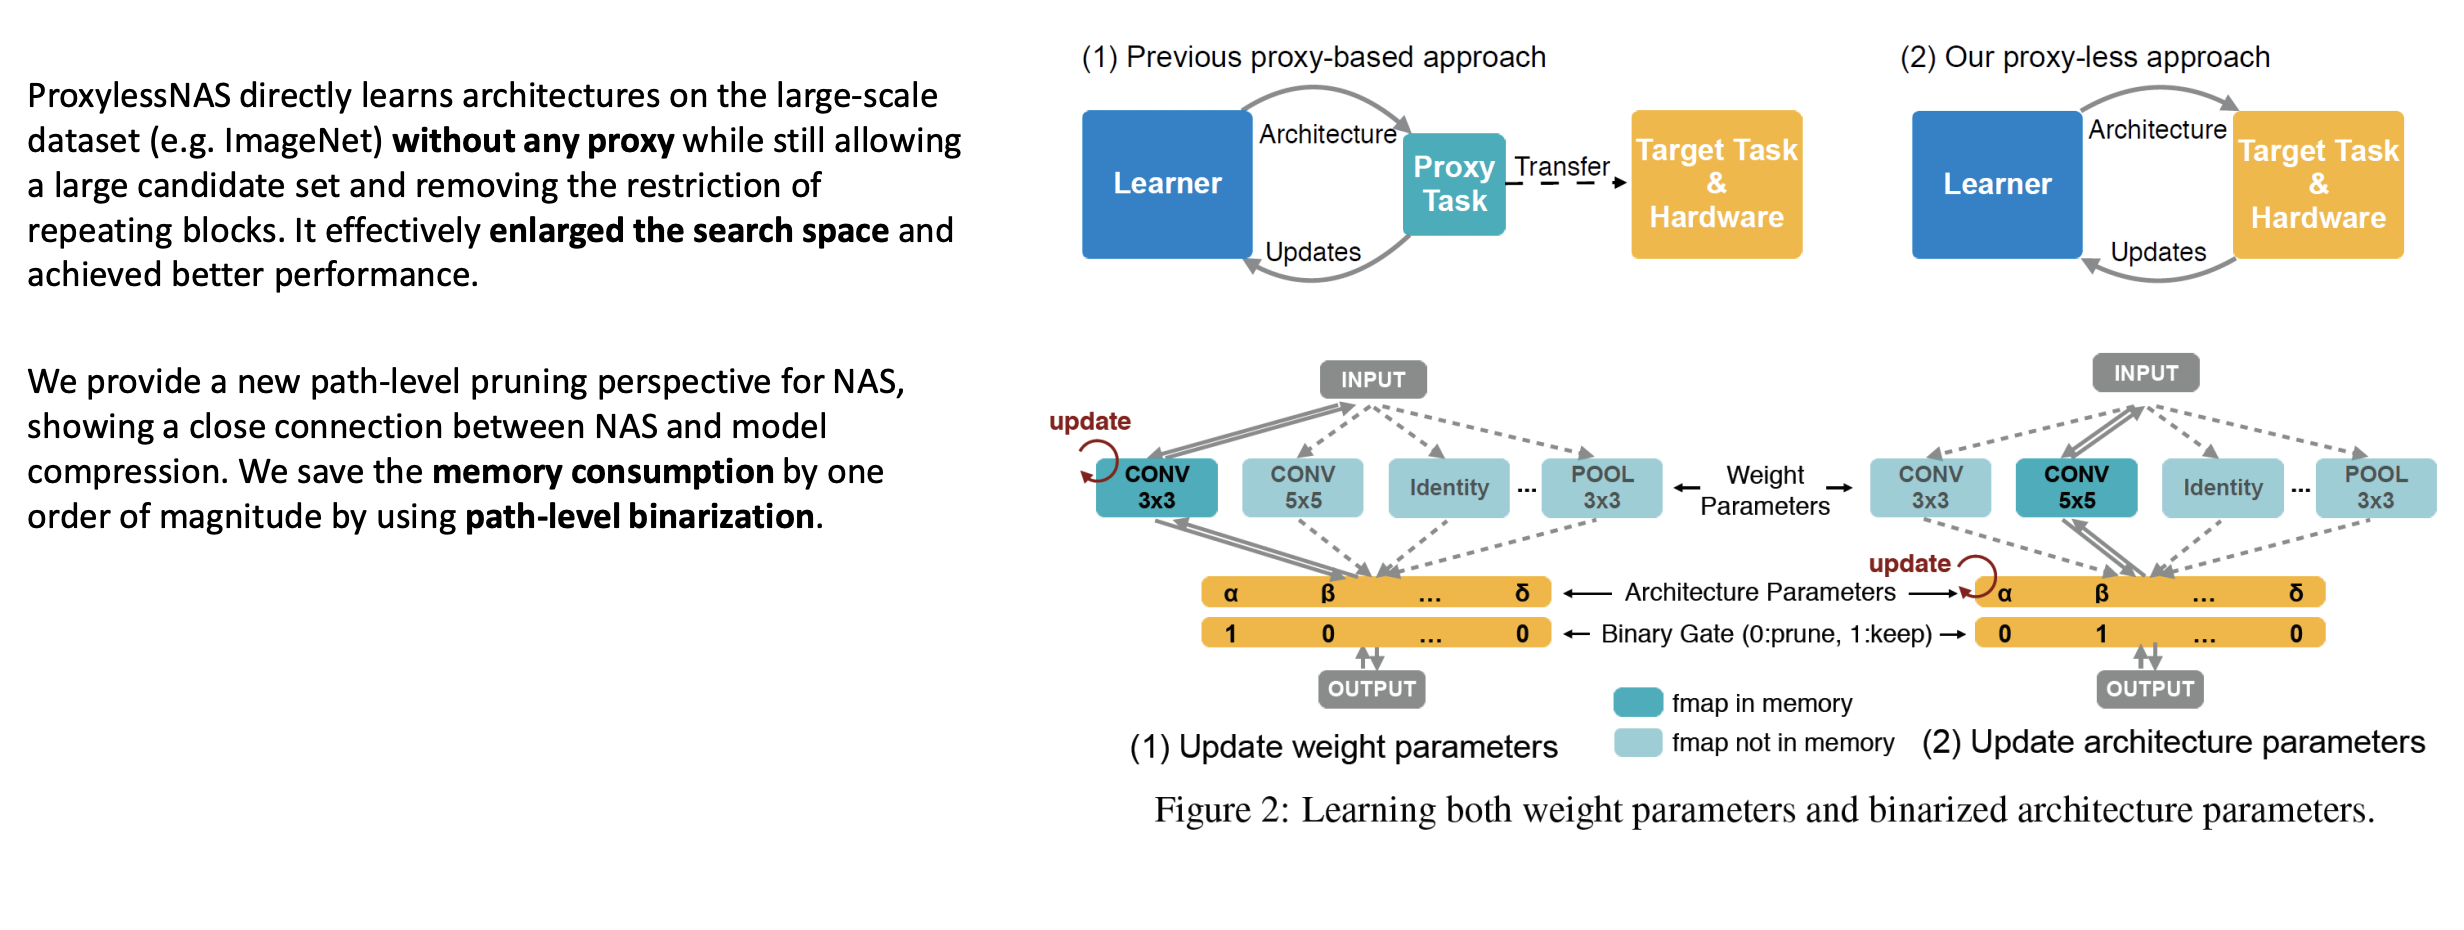 ProxylessNAS directly learns architectures on the large-scale
dataset (e.g. ImageNet) without any proxy while still allowing
a large candidate set and removing the restriction of
repeating blocks. It effectively enlarged the search space and
achieved better performance.
We provide a new path-level pruning perspective for NAS,
showing a close connection between NAS and model
compression. We save the memory consumption by one
order of magnitude by using path-level binarization.
(1) Previous proxy-based approach
Learner
Architecture
Updates
Proxy
Task
Transfer
Target Task
&
Hardware
(2) Our proxy-less approach
Learner
Architecture
Updates
Target Task
&
Hardware
INPUT
update
CONV
3x3
CONV
5x5
Identity
...
POOL
3x3
α β ... δ
1 0 ... 0
OUTPUT
(1) Update weight parameters
Weight
Parameters
Architecture Parameters
Binary Gate (0:prune, 1:keep)
fmap in memory
fmap not in memory
INPUT
CONV
3x3
CONV
5x5
Identity
...
POOL
3x3
update
α β ... δ
0 1 ... 0
OUTPUT
(2) Update architecture parameters
Figure 2: Learning both weight parameters and binarized architecture parameters.